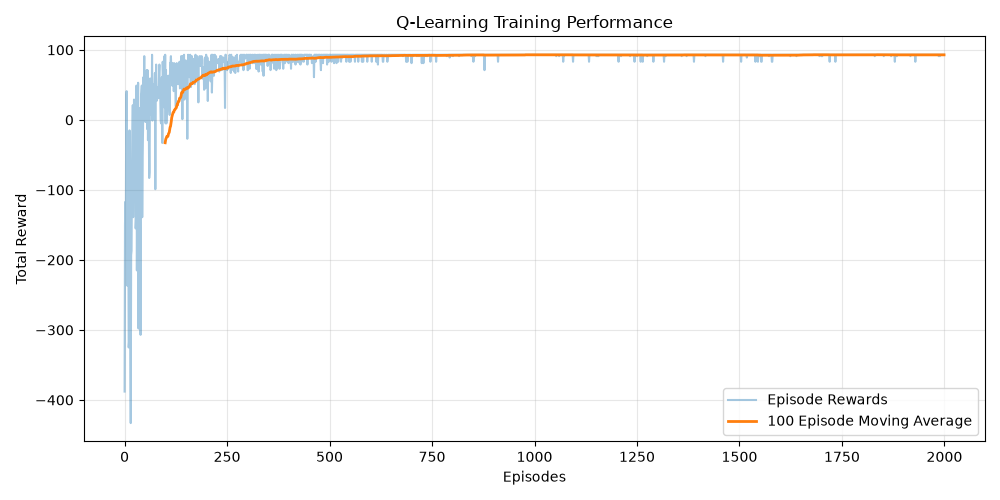 Q-Learning Training Performance
Total Reward
100
0
−100
−200
−300
−400
Episode Rewards
100 Episode Moving Average
0 250 500 750 1000 1250 1500 1750 2000
Episodes